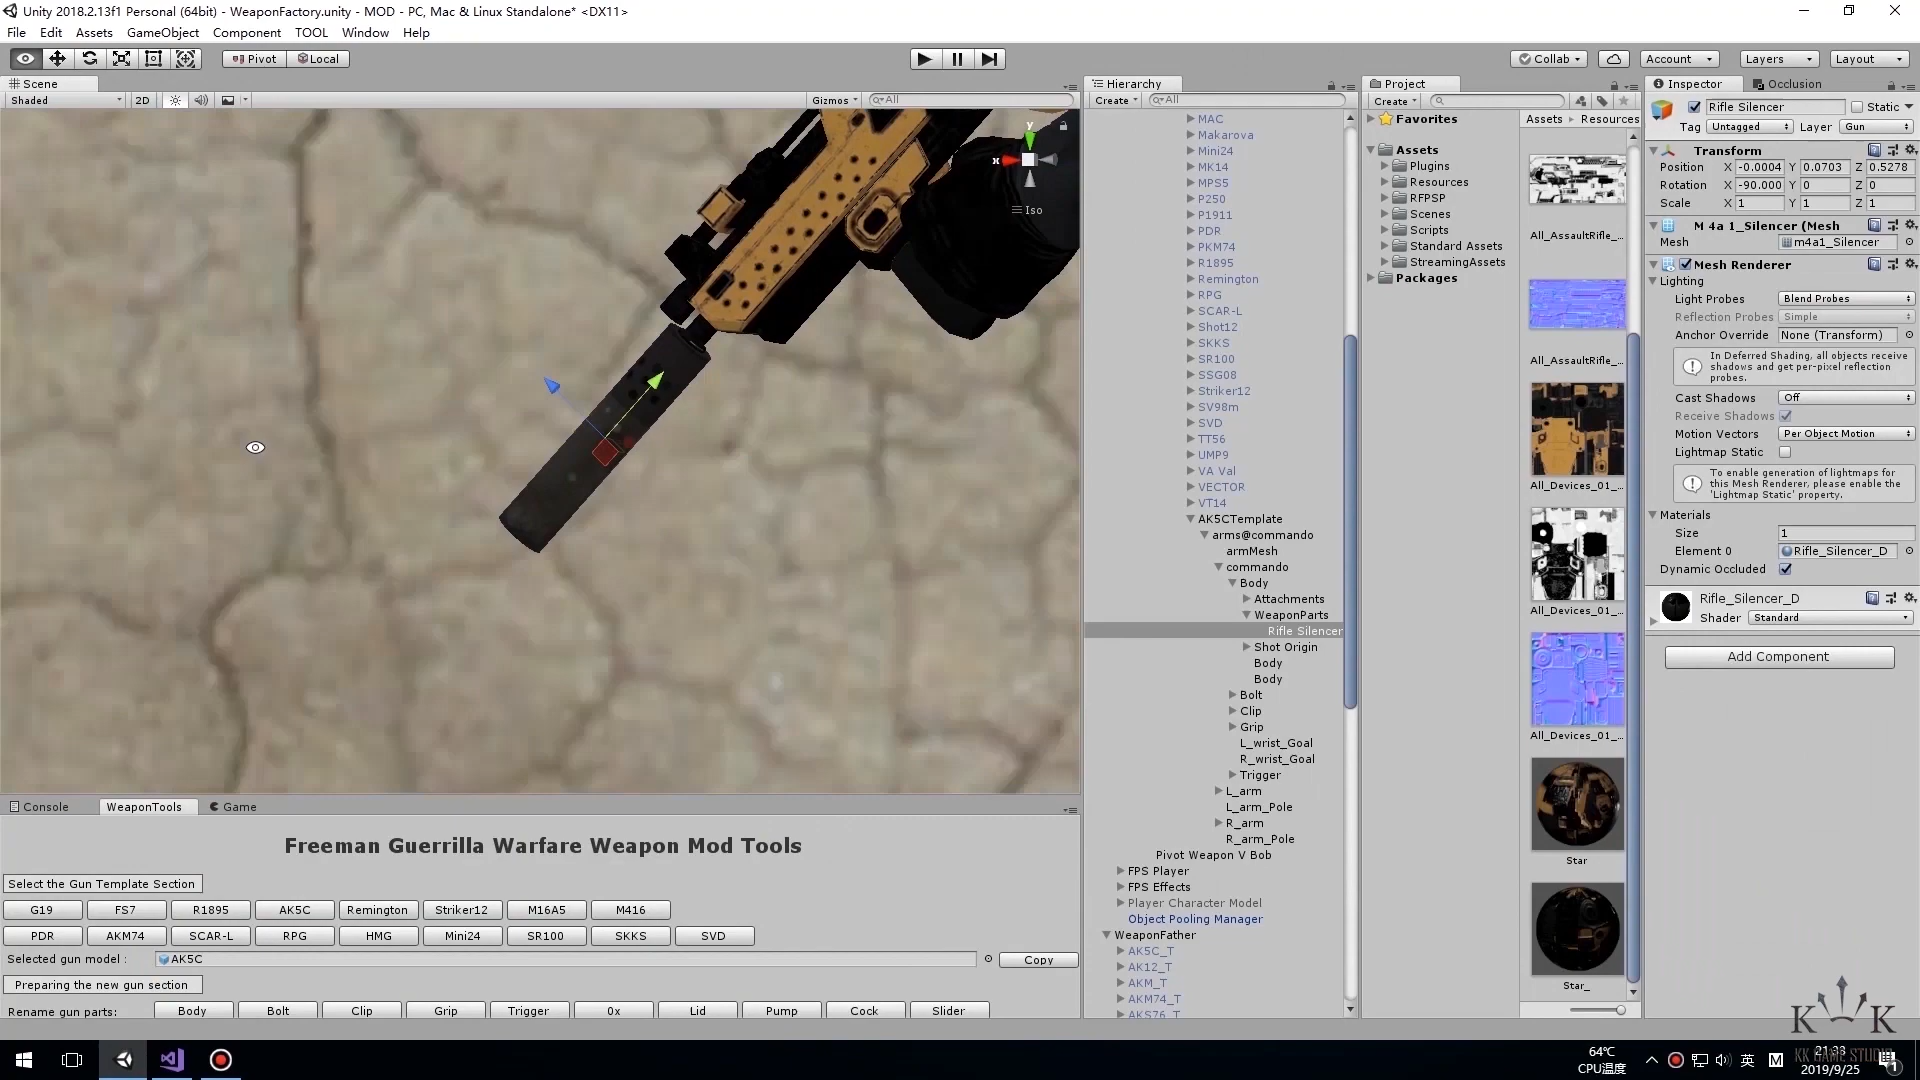 Unity 2018.2.13f1 Personal (64bit) - WeaponFactory.unity - MOD - PC, Mac & Linux Standalone* <DX11>
File Edit Assets GameObject Component TOOL Window Help
Pivot Local Collab Account Layers Layout
Scene
Shaded 2D Gizmos All
y
x
Iso
Console WeaponTools Game
Freeman Guerrilla Warfare Weapon Mod Tools
Select the Gun Template Section
G19 FS7 R1895 AK5C Remington Striker12 M16A5 M416
PDR AKM74 SCAR-L RPG HMG Mini24 SR100 SKKS SVD
Selected gun model : AK5C Copy
Preparing the new gun section
Rename gun parts: Body Bolt Clip Grip Trigger 0x Lid Pump Cock Slider
Hierarchy
Create All
MAC
Makarova
Mini24
MK14
MPS5
P250
P1911
PDR
PKM74
R1895
Remington
RPG
SCAR-L
Shot12
SKKS
SR100
SSG08
Striker12
SV98m
SVD
TT56
UMP9
VA Val
VECTOR
VT14
AK5CTemplate
arms@commando
armMesh
commando
Body
Attachments
WeaponParts
Rifle Silencer
Shot Origin
Body
Body
Bolt
Clip
Grip
L_wrist_Goal
R_wrist_Goal
Trigger
L_arm
L_arm_Pole
R_arm
R_arm_Pole
Pivot Weapon V Bob
FPS Player
FPS Effects
Player Character Model
Object Pooling Manager
WeaponFather
AK5C_T
AK12_T
AKM_T
AKM74_T
AKS76_T
Project
Create
Favorites
Assets
Plugins
Resources
RFPSP
Scenes
Scripts
Standard Assets
StreamingAssets
Packages
Assets Resources
All_AssaultRifle_...
All_AssaultRifle_...
All_Devices_01_...
All_Devices_01_...
All_Devices_01_...
Star
Star_
Inspector Occlusion
Rifle Silencer Static
Tag Untagged Layer Gun
Transform
Position X -0.0004 Y 0.0703 Z 0.5278
Rotation X -90.000 Y 0 Z 0
Scale X 1 Y 1 Z 1
M 4a 1_Silencer (Mesh
Mesh m4a1_Silencer
Mesh Renderer
Lighting
Light Probes Blend Probes
Reflection Probes Simple
Anchor Override None (Transform)
In Deferred Shading, all objects receive
shadows and get per-pixel reflection
probes.
Cast Shadows Off
Receive Shadows
Motion Vectors Per Object Motion
Lightmap Static
To enable generation of lightmaps for
this Mesh Renderer, please enable the
'Lightmap Static' property.
Materials
Size 1
Element 0 Rifle_Silencer_D
Dynamic Occluded
Rifle_Silencer_D
Shader Standard
Add Component
K K
KK GAME STUDIO
64℃
CPU温度
英
M
2019/9/25
1